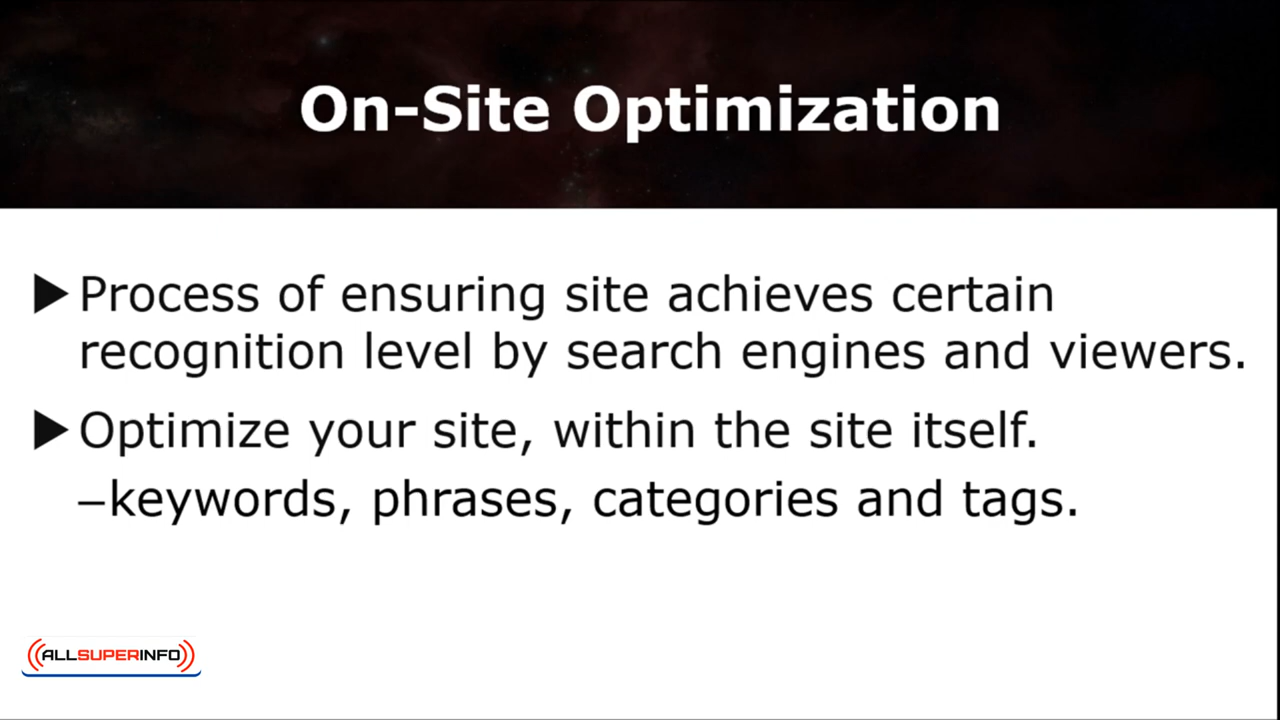 On-Site Optimization
Process of ensuring site achieves certain
recognition level by search engines and viewers.
Optimize your site, within the site itself.
–keywords, phrases, categories and tags.
ALLSUPERINFO